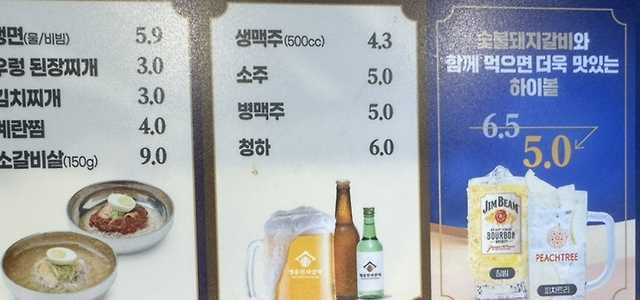 냉면(물/비빔) 5.9
우렁 된장찌개 3.0
김치찌개 3.0
계란찜 4.0
소갈비살(150g) 9.0
생맥주(500cc) 4.3
소주 5.0
병맥주 5.0
청하 6.0
숯불돼지갈비와
함께 먹으면 더욱 맛있는
하이볼
6.5
5.0
JIM BEAM
BOURBON
짐빔
PEACHTREE
피치트리